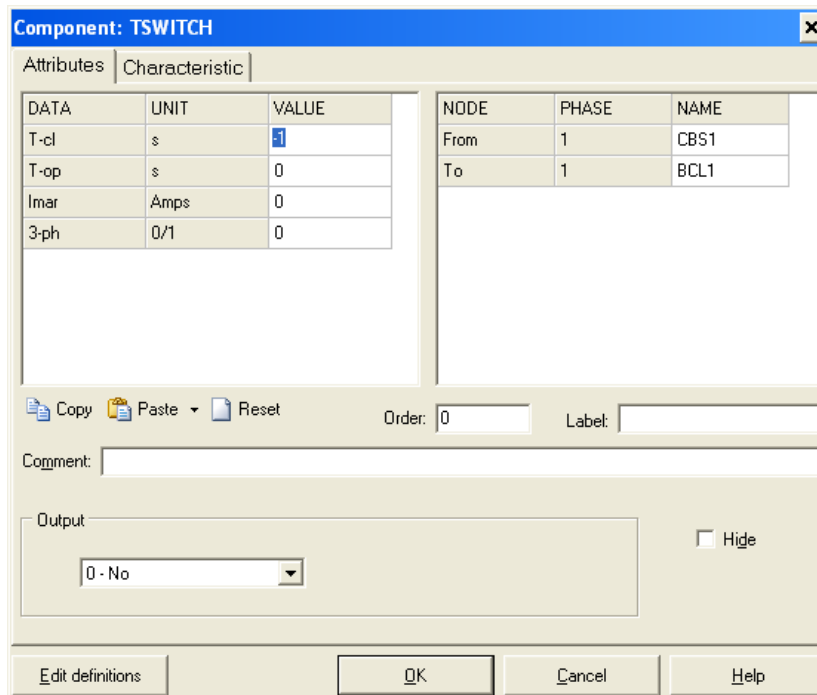 Component: TSWITCH
Attributes Characteristic
DATA UNIT VALUE NODE PHASE NAME
T-cl s -1 From 1 CBS1
T-op s 0 To 1 BCL1
Imar Amps 0
3-ph 0/1 0
Copy Paste Reset Order: 0 Label:
Comment:
Output
Hide
0 - No
Edit definitions OK Cancel Help